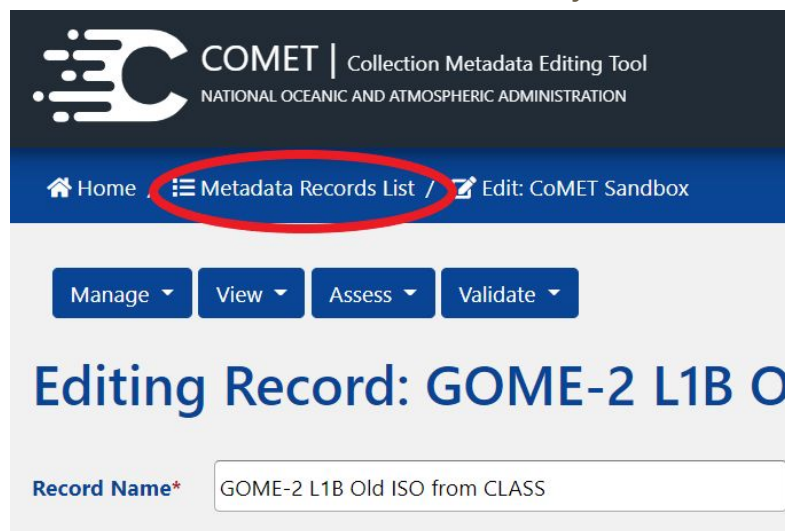 COMET | Collection Metadata Editing Tool
NATIONAL OCEANIC AND ATMOSPHERIC ADMINISTRATION
Home / Metadata Records List / Edit: CoMET Sandbox
Manage View Assess Validate
Editing Record: GOME-2 L1B O
Record Name* GOME-2 L1B Old ISO from CLASS